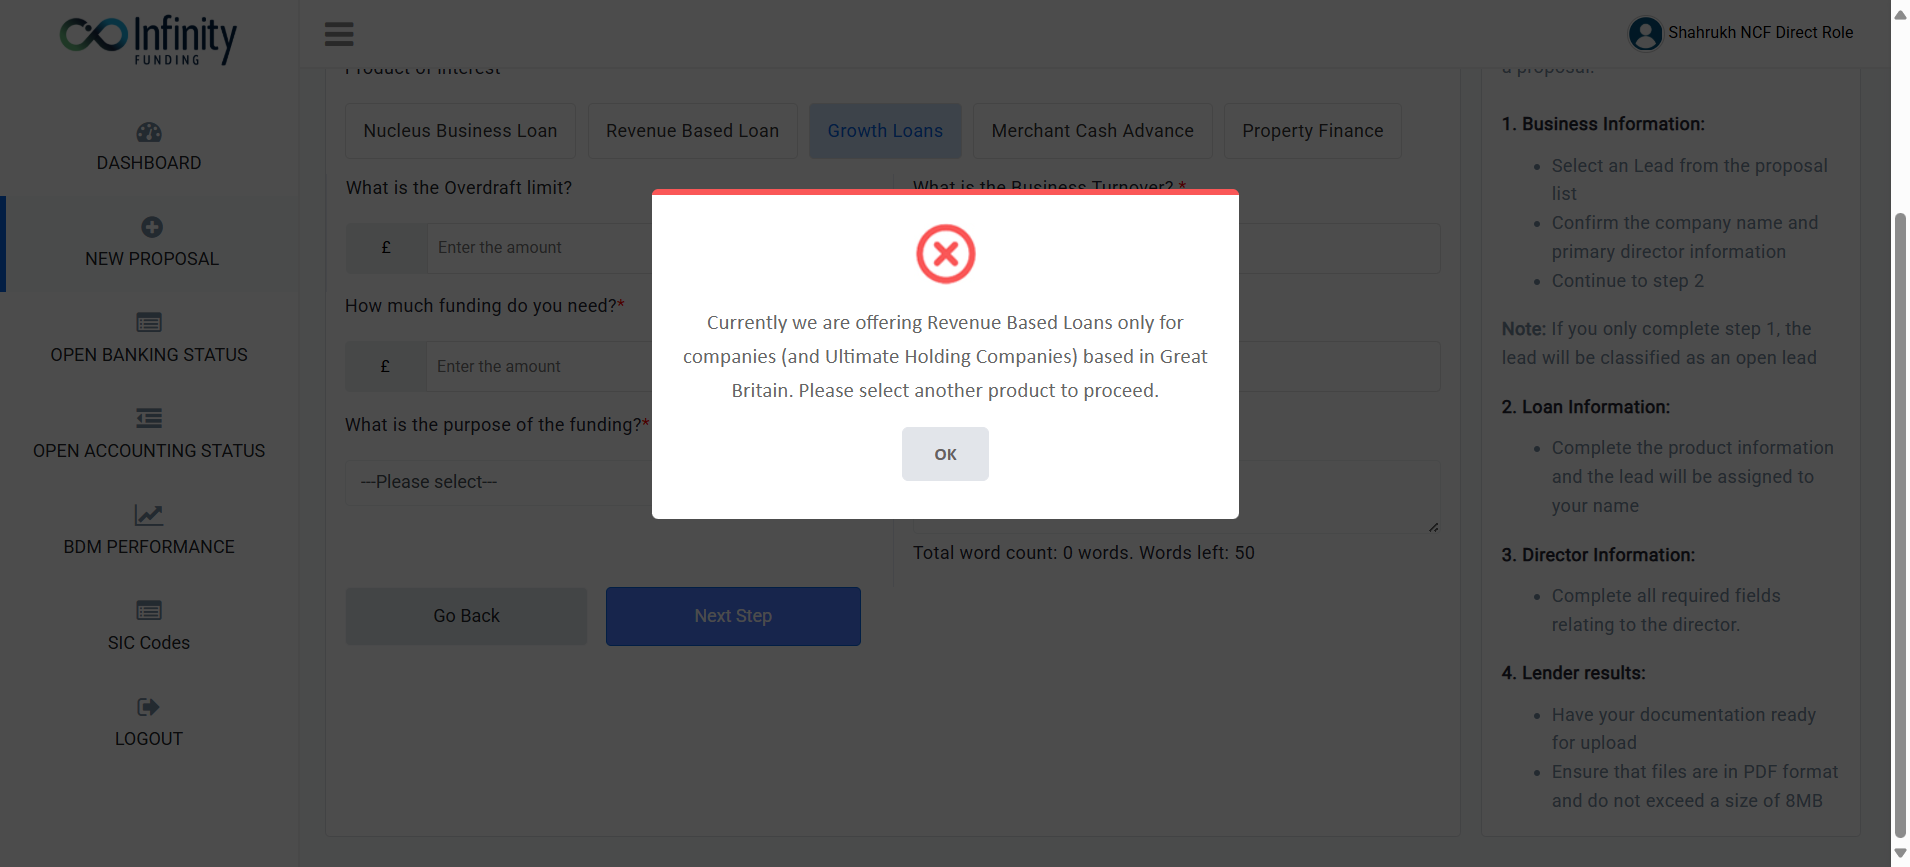 Infinity
FUNDING
Shahrukh NCF Direct Role
DASHBOARD
NEW PROPOSAL
OPEN BANKING STATUS
OPEN ACCOUNTING STATUS
BDM PERFORMANCE
SIC Codes
LOGOUT
Product of Interest
Nucleus Business Loan
Revenue Based Loan
Growth Loans
Merchant Cash Advance
Property Finance
What is the Overdraft limit?
What is the Business Turnover? *
£
Enter the amount
How much funding do you need?*
£
Enter the amount
What is the purpose of the funding?*
---Please select---
Total word count: 0 words. Words left: 50
Go Back
Next Step
Currently we are offering Revenue Based Loans only for
companies (and Ultimate Holding Companies) based in Great
Britain. Please select another product to proceed.
OK
a proposal.
1. Business Information:
• Select an Lead from the proposal
list
• Confirm the company name and
primary director information
• Continue to step 2
Note: If you only complete step 1, the
lead will be classified as an open lead
2. Loan Information:
• Complete the product information
and the lead will be assigned to
your name
3. Director Information:
• Complete all required fields
relating to the director.
4. Lender results:
• Have your documentation ready
for upload
• Ensure that files are in PDF format
and do not exceed a size of 8MB